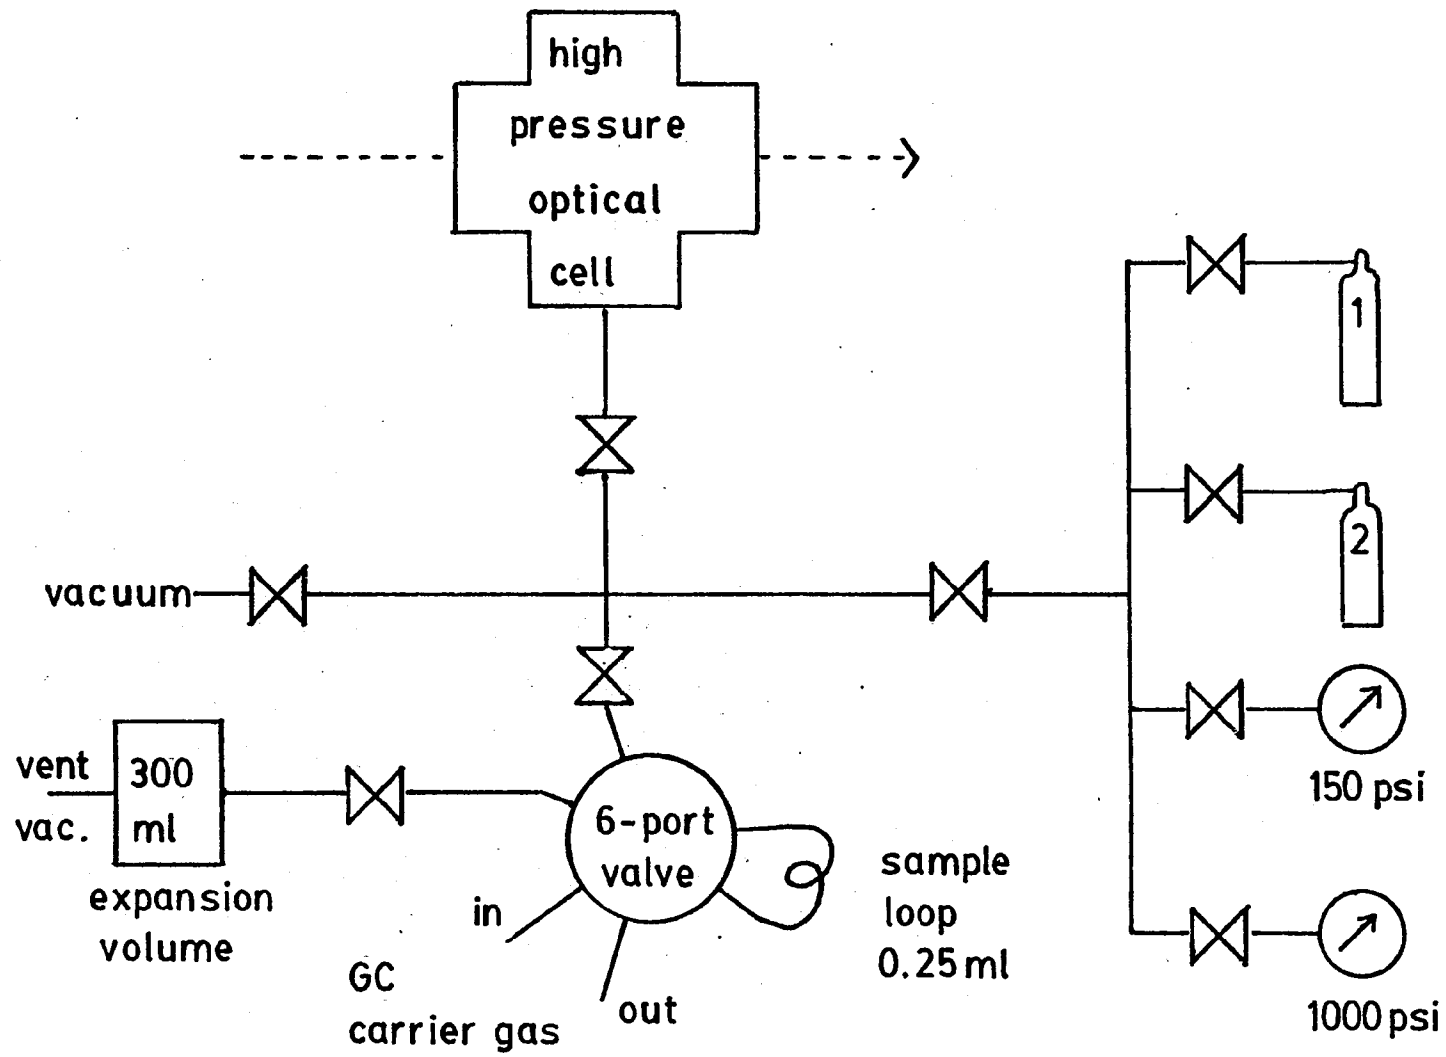 high
pressure
optical
cell
1
2
vacuum
150 psi
1000 psi
vent
vac.
300
ml
expansion
volume
6-port
valve
sample
loop
0.25 ml
in
out
GC
carrier gas